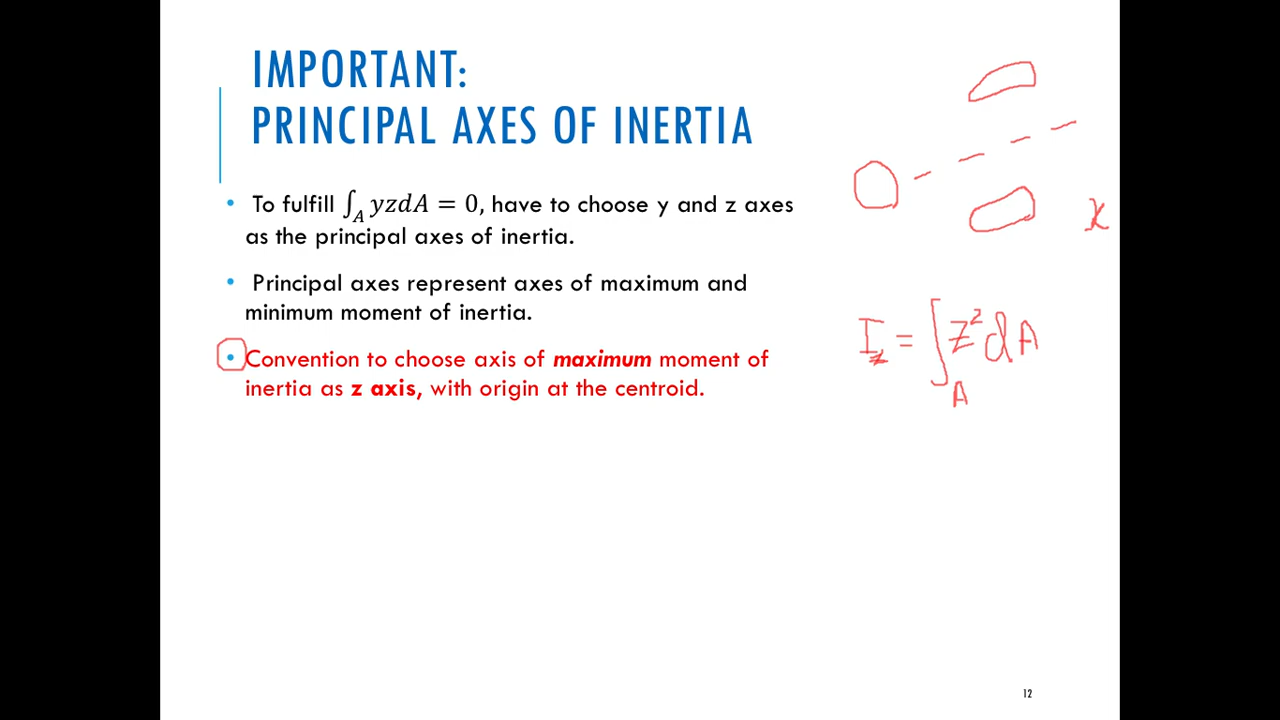 IMPORTANT:
PRINCIPAL AXES OF INERTIA
• To fulfill ∫_A yzdA = 0, have to choose y and z axes
as the principal axes of inertia.
• Principal axes represent axes of maximum and
minimum moment of inertia.
• Convention to choose axis of maximum moment of
inertia as z axis, with origin at the centroid.
x
I_z = ∫_A z² dA
12